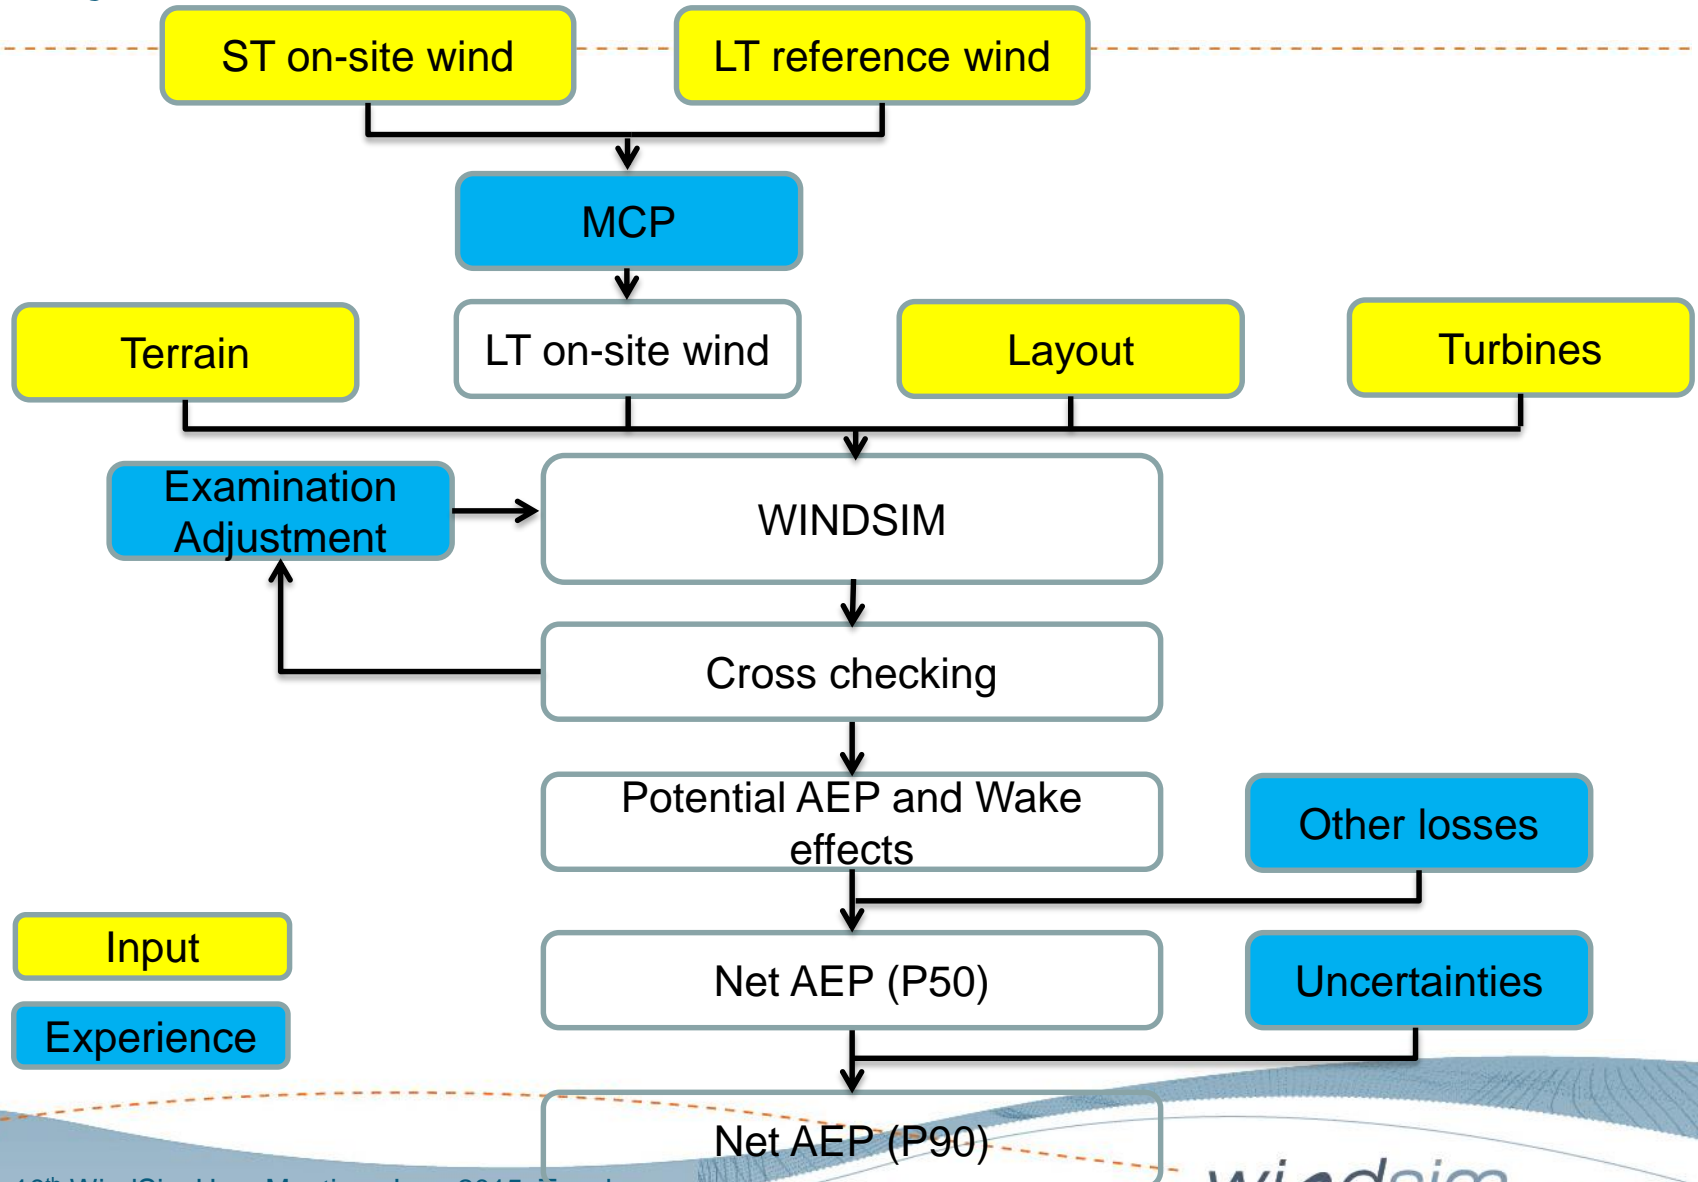 ST on-site wind
LT reference wind
MCP
Terrain
LT on-site wind
Layout
Turbines
Examination
Adjustment
WINDSIM
Cross checking
Potential AEP and Wake
effects
Other losses
Input
Net AEP (P50)
Uncertainties
Experience
Net AEP (P90)
windsim